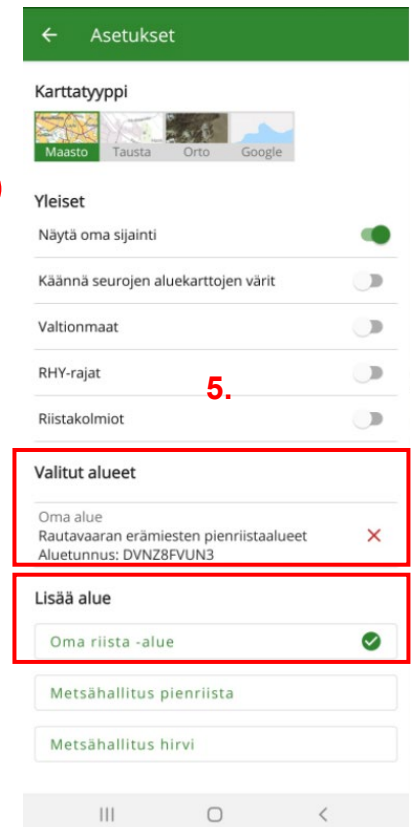 Asetukset
Karttatyyppi
Maasto Tausta Orto Google
Yleiset
Näytä oma sijainti
Käännä seurojen aluekarttojen värit
Valtionmaat
RHY-rajat
5.
Riistakolmiot
Valitut alueet
Oma alue
Rautavaaran erämiesten pienriistaalueet
Aluetunnus: DVNZ8FVUN3
Lisää alue
Oma riista -alue
Metsähallitus pienriista
Metsähallitus hirvi